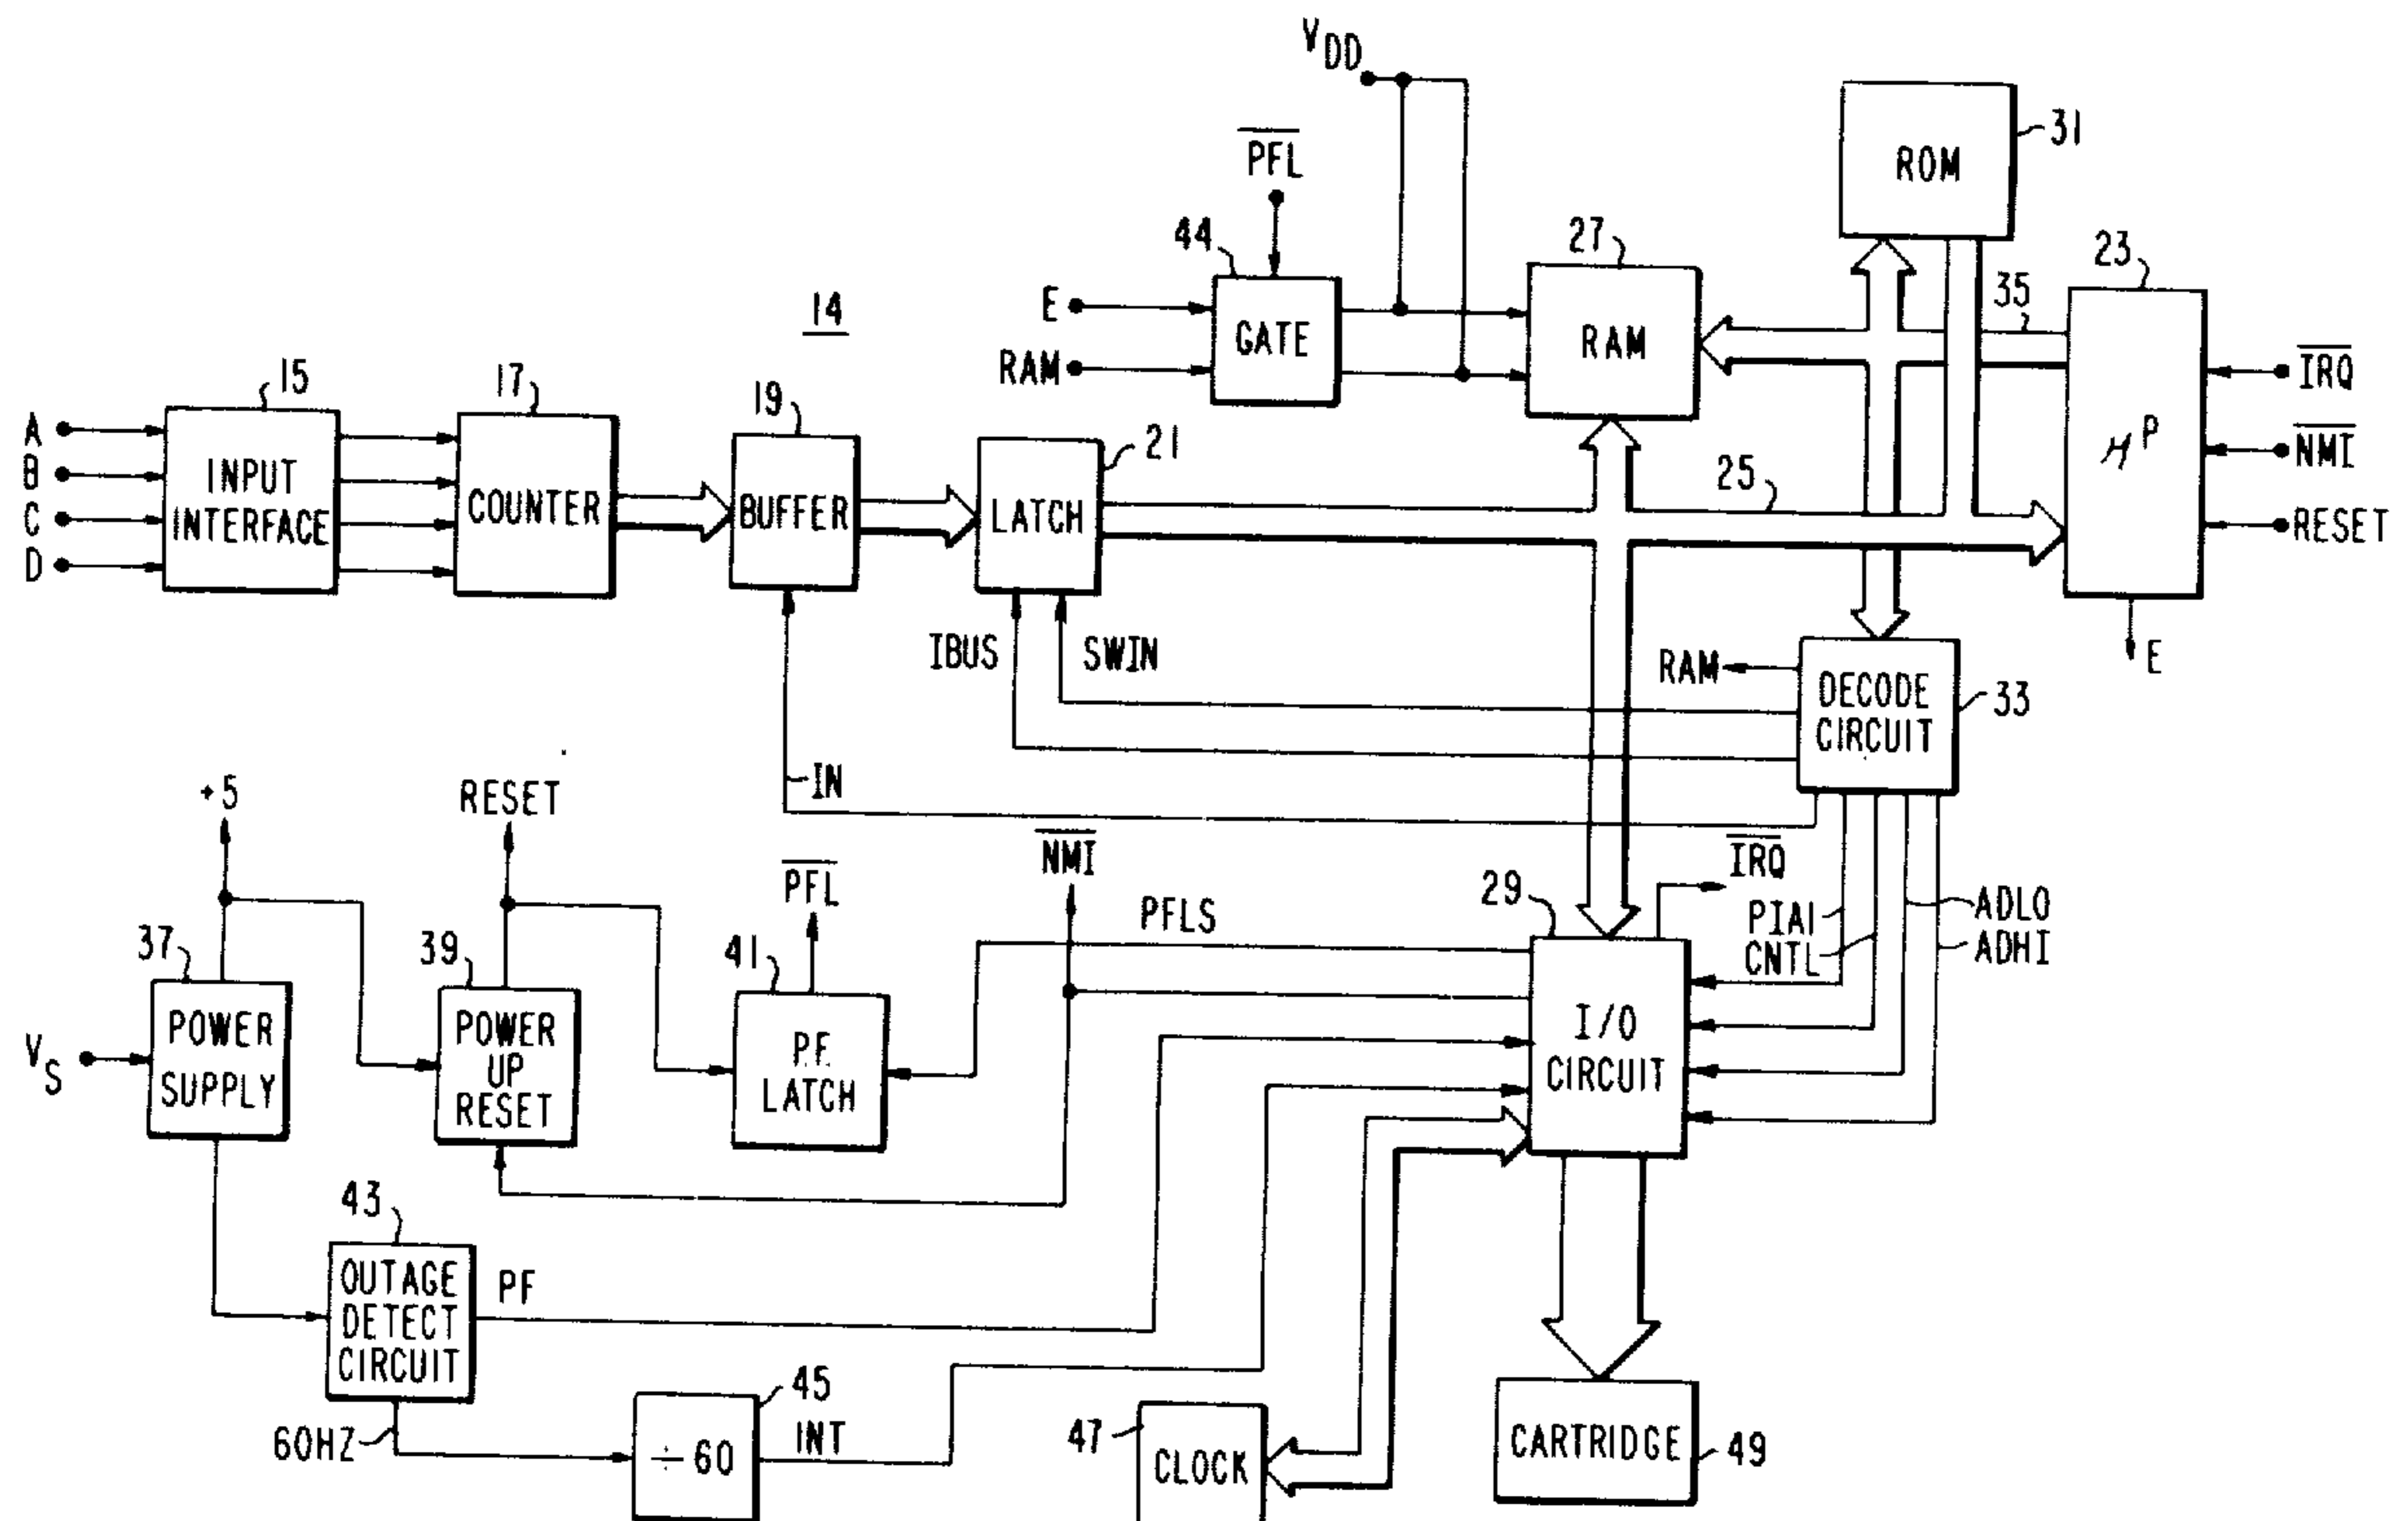 V DD
PFL
31
ROM
44
27
23
35
E
14
GATE
RAM
RAM
μP
IRQ
NMI
RESET
15
17
19
21
25
A
B
C
D
INPUT
INTERFACE
COUNTER
BUFFER
LATCH
IBUS
SWIN
RAM
DECODE
CIRCUIT
33
E
+5
RESET
IN
NMI
PFL
PFLS
IRQ
29
PIA1
CNTL
ADLO
ADHI
37
39
41
VS
POWER
SUPPLY
POWER
UP
RESET
P.F.
LATCH
I/O
CIRCUIT
43
OUTAGE
DETECT
CIRCUIT
PF
60HZ
÷60
45
INT
47
CLOCK
CARTRIDGE
49